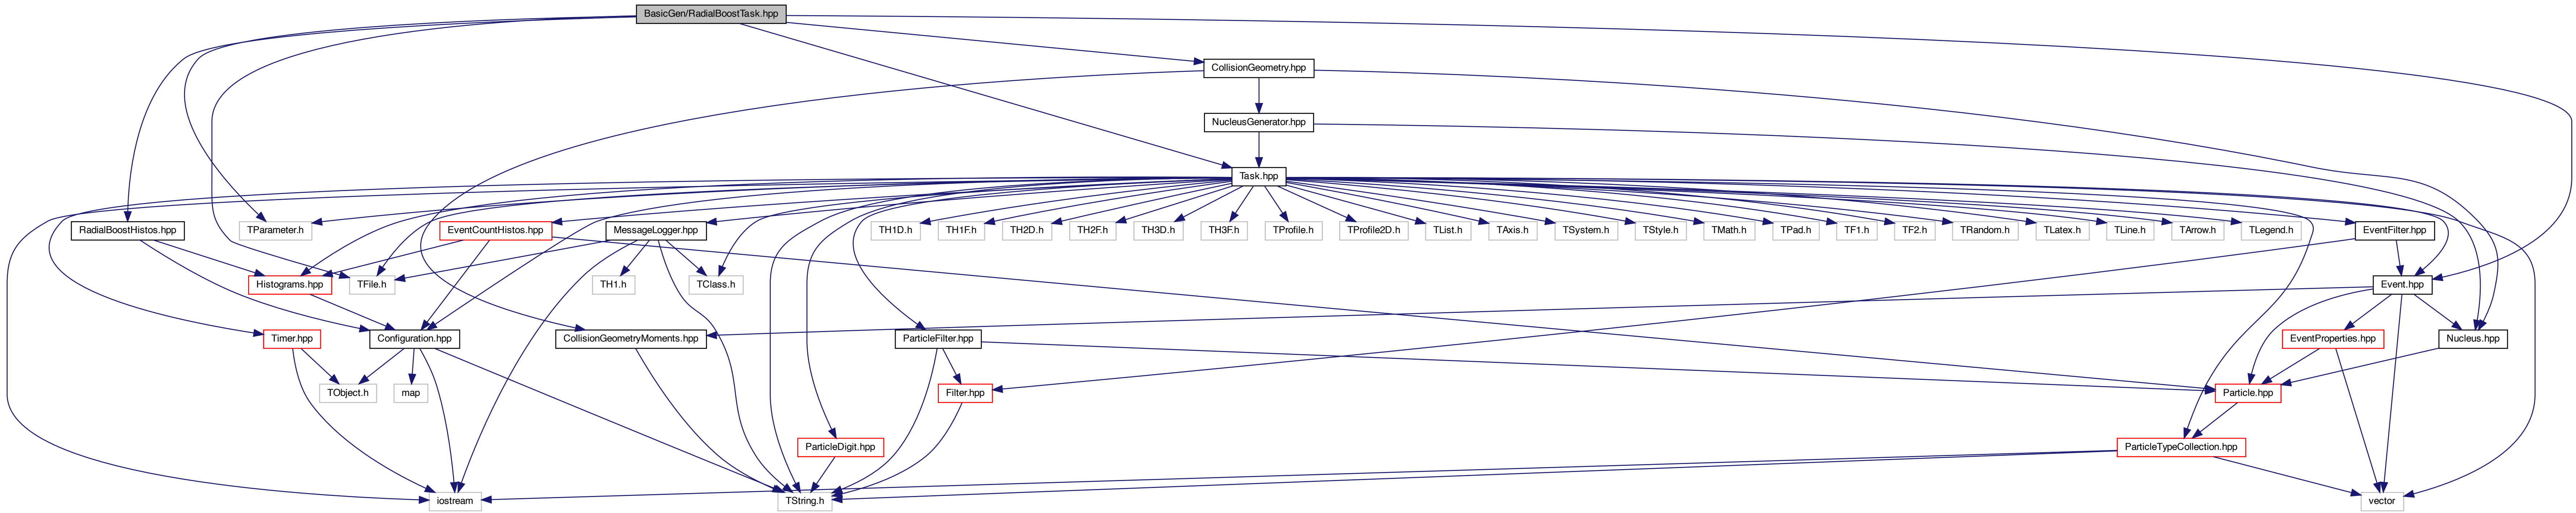 BasicGen/RadialBoostTask.hpp
CollisionGeometry.hpp
NucleusGenerator.hpp
Task.hpp
RadialBoostHistos.hpp
TParameter.h
EventCountHistos.hpp
MessageLogger.hpp
TH1D.h
TH1F.h
TH2D.h
TH2F.h
TH3D.h
TH3F.h
TProfile.h
TProfile2D.h
TList.h
TAxis.h
TSystem.h
TStyle.h
TMath.h
TPad.h
TF1.h
TF2.h
TRandom.h
TLatex.h
TLine.h
TArrow.h
TLegend.h
EventFilter.hpp
Histograms.hpp
TFile.h
TH1.h
TClass.h
Event.hpp
Timer.hpp
Configuration.hpp
CollisionGeometryMoments.hpp
ParticleFilter.hpp
EventProperties.hpp
Nucleus.hpp
TObject.h
map
Filter.hpp
Particle.hpp
ParticleDigit.hpp
ParticleTypeCollection.hpp
iostream
TString.h
vector